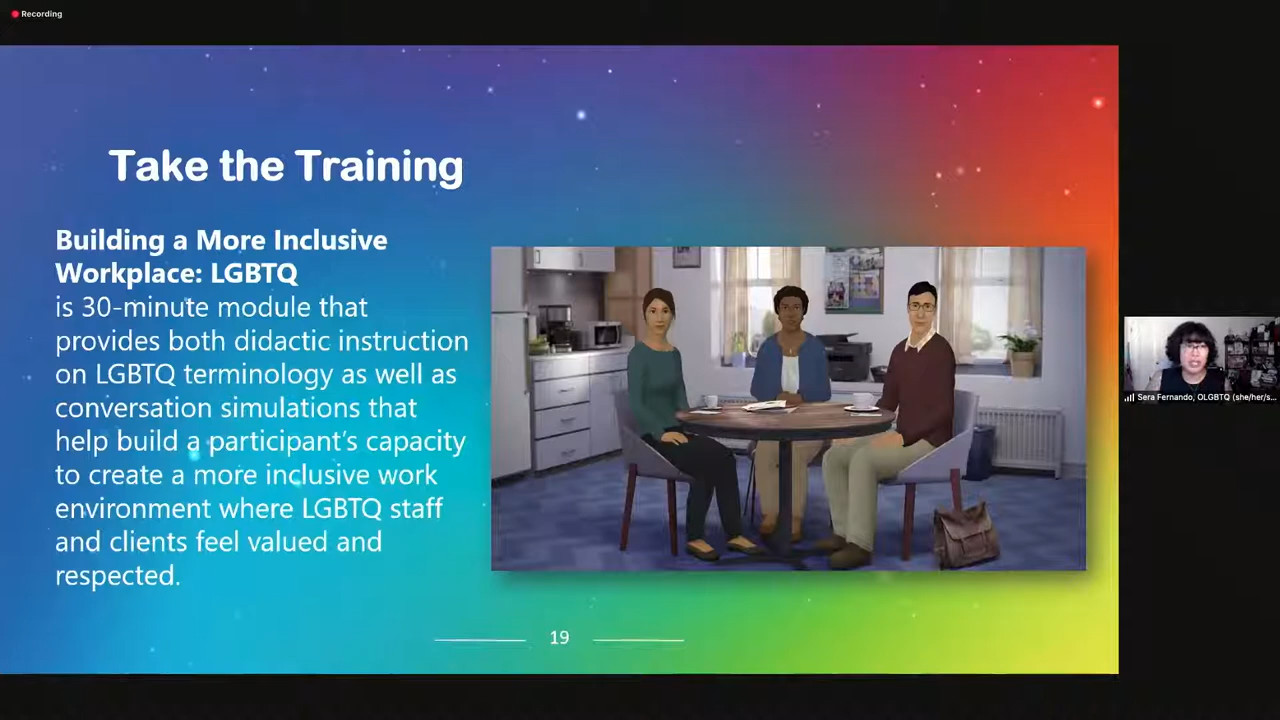 Recording
Take the Training
Building a More Inclusive
Workplace: LGBTQ
is 30-minute module that
provides both didactic instruction
on LGBTQ terminology as well as
conversation simulations that
help build a participant’s capacity
to create a more inclusive work
environment where LGBTQ staff
and clients feel valued and
respected.
19
Sera Fernando, OLGBTQ (she/her/s...